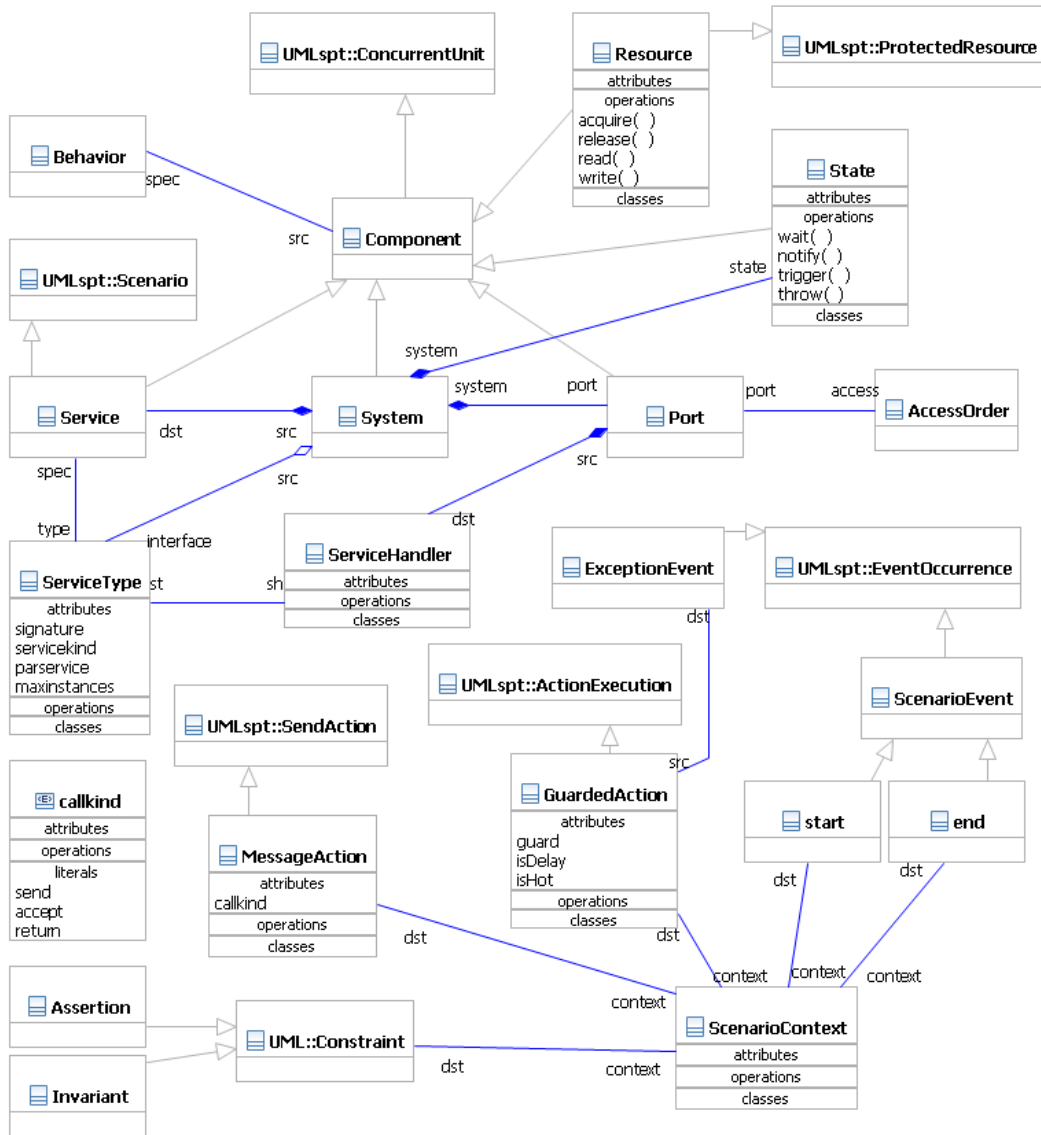 UMLspt::ConcurrentUnit
Resource
attributes
operations
acquire( )
release( )
read( )
write( )
classes
UMLspt::ProtectedResource
Behavior
spec
src
Component
State
attributes
operations
wait( )
notify( )
trigger( )
throw( )
classes
state
UMLspt::Scenario
system
system
port
Service
dst
src
System
src
Port
src
port
access
AccessOrder
spec
type
interface
dst
ServiceType
attributes
signature
servicekind
parservice
maxinstances
operations
classes
st
sh
ServiceHandler
attributes
operations
classes
ExceptionEvent
dst
UMLspt::EventOccurrence
UMLspt::ActionExecution
ScenarioEvent
UMLspt::SendAction
src
callkind
attributes
operations
literals
send
accept
return
MessageAction
attributes
callkind
operations
classes
dst
GuardedAction
attributes
guard
isDelay
isHot
operations
classes
dst
start
dst
end
dst
context
context
context
context
Assertion
Invariant
UML::Constraint
dst
context
ScenarioContext
attributes
operations
classes